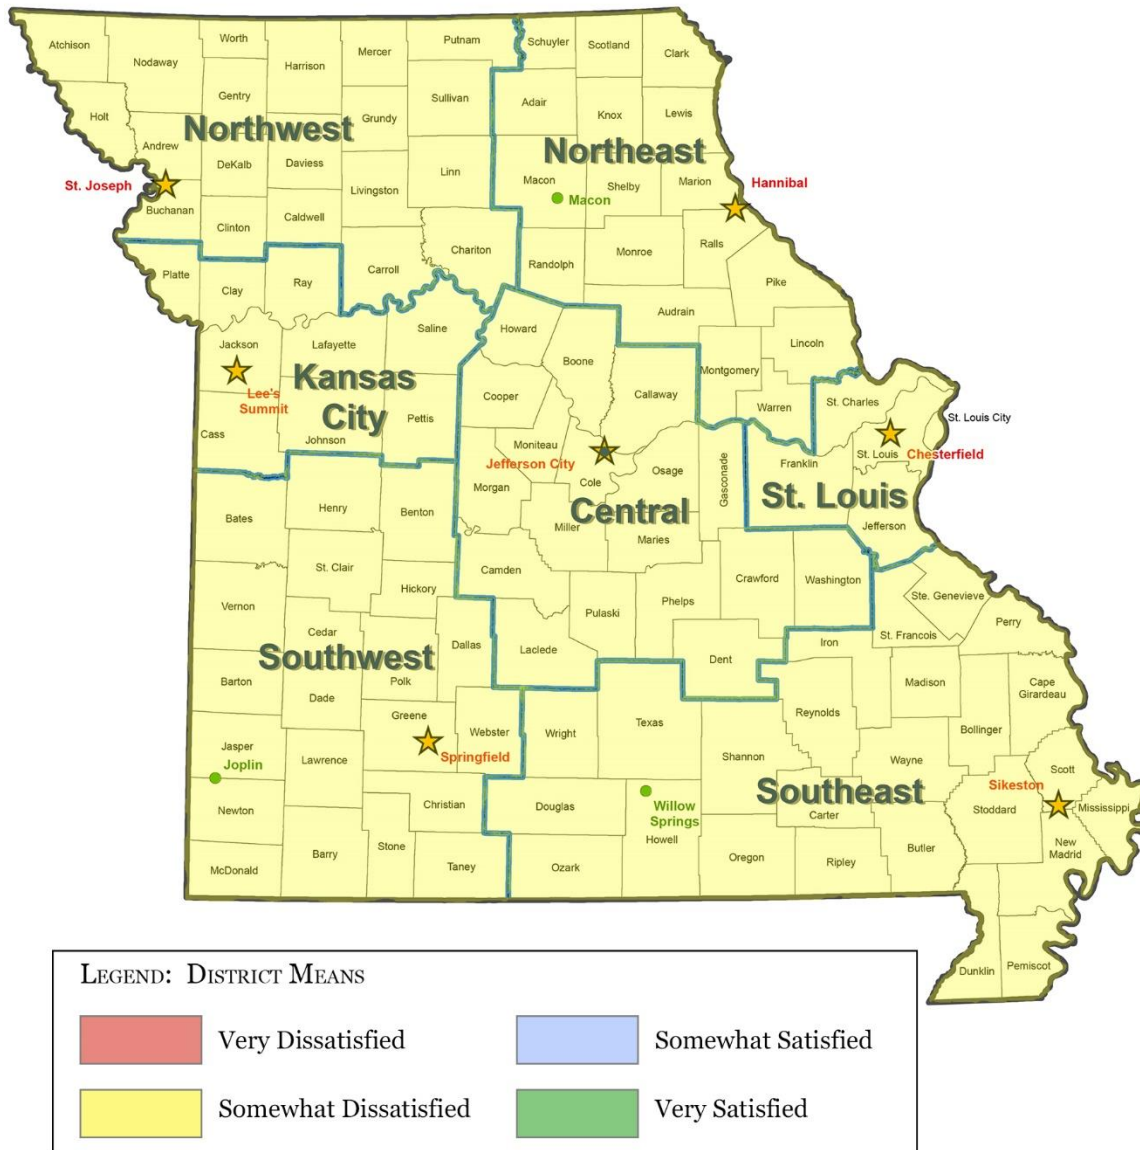 Atchison
Nodaway
Worth
Harrison
Mercer
Putnam
Schuyler
Scotland
Clark
Holt
Gentry
Grundy
Sullivan
Adair
Knox
Lewis
Northwest
Northeast
Andrew
DeKalb
Daviess
Linn
St. Joseph
Buchanan
Livingston
Macon
Macon
Shelby
Marion
Hannibal
Clinton
Caldwell
Chariton
Ralls
Monroe
Randolph
Carroll
Platte
Clay
Ray
Pike
Audrain
Saline
Howard
Boone
Lincoln
Jackson
Lafayette
Callaway
Montgomery
Lee's
Summit
Kansas
City
Cooper
Warren
St. Charles
St. Louis City
Cass
Johnson
Pettis
Moniteau
Jefferson City
Cole
Osage
Gasconade
Franklin
St. Louis
Chesterfield
Morgan
Central
St. Louis
Miller
Maries
Jefferson
Bates
Henry
Benton
St. Clair
Camden
Crawford
Washington
Hickory
Pulaski
Phelps
Ste. Genevieve
Vernon
Cedar
Dallas
Laclede
Dent
Iron
St. Francois
Perry
Southwest
Barton
Dade
Polk
Madison
Cape
Girardeau
Greene
Webster
Wright
Texas
Reynolds
Bollinger
Jasper
Joplin
Lawrence
Springfield
Shannon
Wayne
Scott
Newton
Christian
Douglas
Willow
Springs
Howell
Southeast
Carter
Sikeston
Stoddard
Mississippi
McDonald
Barry
Stone
Taney
Ozark
Oregon
Ripley
Butler
New
Madrid
Dunklin
Pemiscot
LEGEND: DISTRICT MEANS
Very Dissatisfied
Somewhat Satisfied
Somewhat Dissatisfied
Very Satisfied